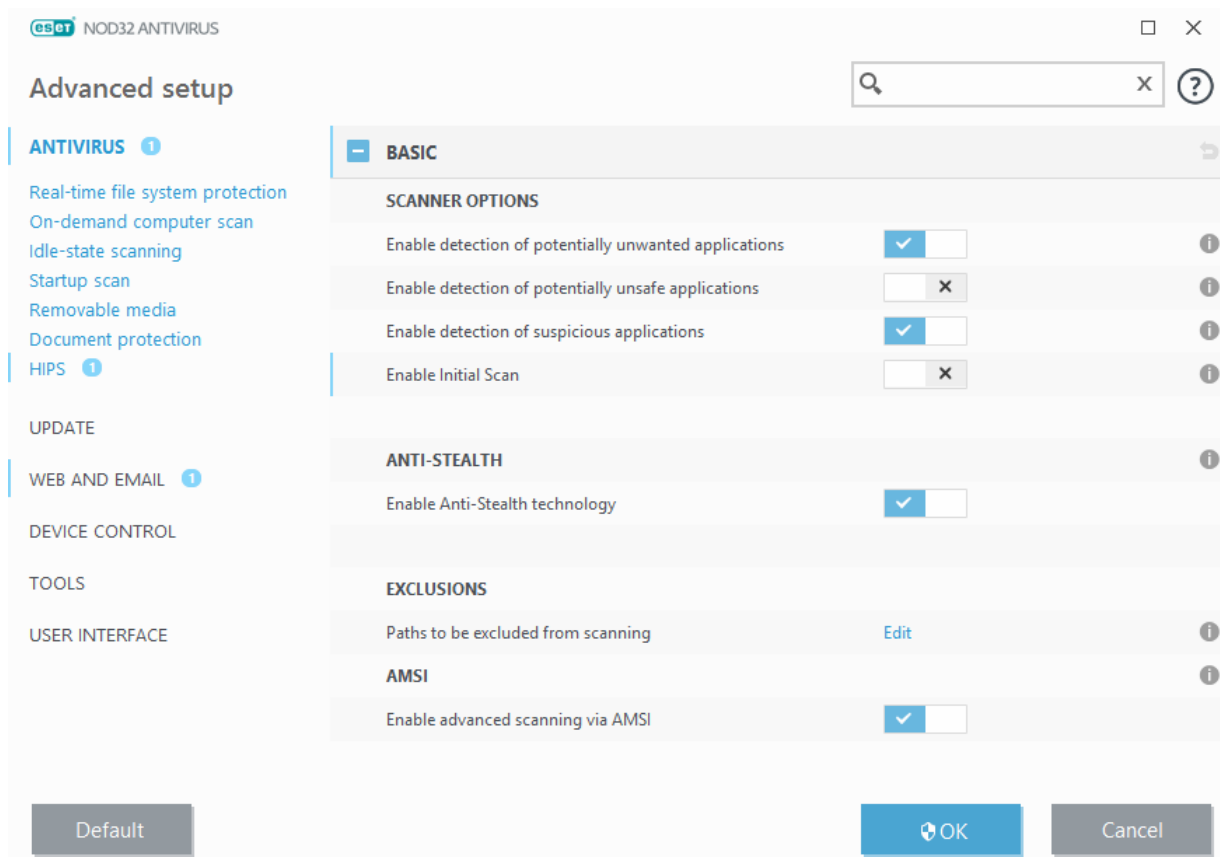 eset NOD32 ANTIVIRUS
Advanced setup
x
?
ANTIVIRUS 1
Real-time file system protection
On-demand computer scan
Idle-state scanning
Startup scan
Removable media
Document protection
HIPS 1
UPDATE
WEB AND EMAIL 1
DEVICE CONTROL
TOOLS
USER INTERFACE
BASIC
SCANNER OPTIONS
Enable detection of potentially unwanted applications
Enable detection of potentially unsafe applications
Enable detection of suspicious applications
Enable Initial Scan
ANTI-STEALTH
Enable Anti-Stealth technology
EXCLUSIONS
Paths to be excluded from scanning Edit
AMSI
Enable advanced scanning via AMSI
Default
OK
Cancel